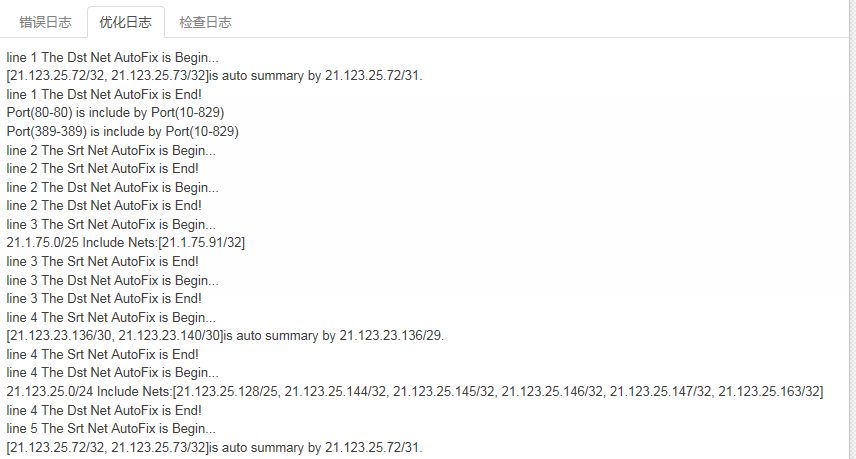 错误日志 优化日志 检查日志
line 1 The Dst Net AutoFix is Begin...
[21.123.25.72/32, 21.123.25.73/32]is auto summary by 21.123.25.72/31.
line 1 The Dst Net AutoFix is End!
Port(80-80) is include by Port(10-829)
Port(389-389) is include by Port(10-829)
line 2 The Srt Net AutoFix is Begin...
line 2 The Srt Net AutoFix is End!
line 2 The Dst Net AutoFix is Begin...
line 2 The Dst Net AutoFix is End!
line 3 The Srt Net AutoFix is Begin...
21.1.75.0/25 Include Nets:[21.1.75.91/32]
line 3 The Srt Net AutoFix is End!
line 3 The Dst Net AutoFix is Begin...
line 3 The Dst Net AutoFix is End!
line 4 The Srt Net AutoFix is Begin...
[21.123.23.136/30, 21.123.23.140/30]is auto summary by 21.123.23.136/29.
line 4 The Srt Net AutoFix is End!
line 4 The Dst Net AutoFix is Begin...
21.123.25.0/24 Include Nets:[21.123.25.128/25, 21.123.25.144/32, 21.123.25.145/32, 21.123.25.146/32, 21.123.25.147/32, 21.123.25.163/32]
line 4 The Dst Net AutoFix is End!
line 5 The Srt Net AutoFix is Begin...
[21.123.25.72/32, 21.123.25.73/32]is auto summary by 21.123.25.72/31.